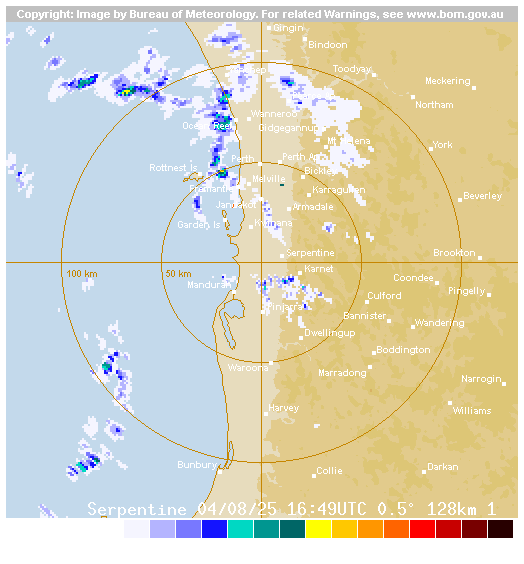 Copyright: Image by Bureau of Meteorology. For related Warnings, see www.bom.gov.au
Gingin
Bindoon
Toodyay
Meckering
Northam
Wanneroo
Ocean Reef
Gidgegannup
Mt Helena
York
Perth
Perth Ap
Rottnest Is
Bickley
Melville
Fremantle
Karragullen
Beverley
Jandakot
Armadale
Garden Is
Kwinana
Serpentine
Brookton
100 km
50 km
Karnet
Mandurah
Coondee
Pingelly
Cufford
Pinjarra
Bannister
Wandering
Dwellingup
Boddington
Waroona
Marradong
Narrogin
Harvey
Williams
Bunbury
Collie
Darkan
Serpentine 04/08/25 16:49UTC 0.5° 128km 1